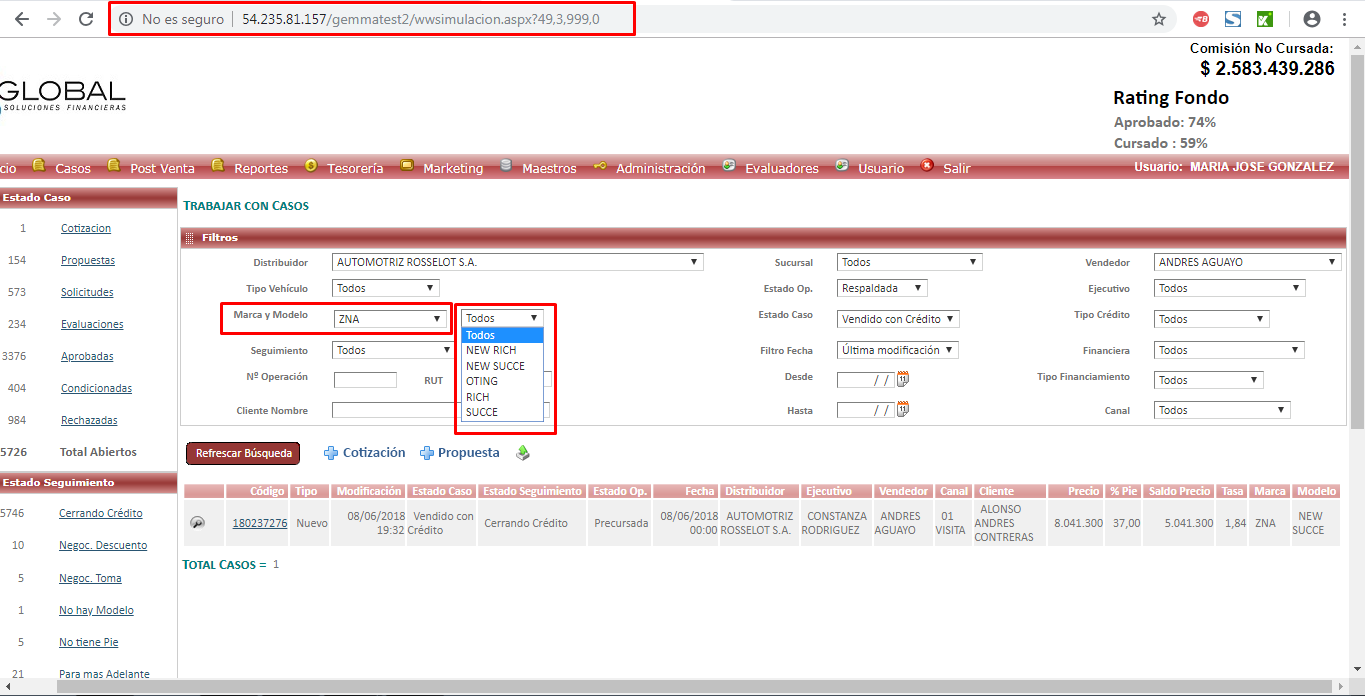 No es seguro | 54.235.81.157/gemmatest2/wwsimulacion.aspx?49,3,999,0
Comisión No Cursada:
$ 2.583.439.286
GLOBAL
SOLUCIONES FINANCIERAS
Rating Fondo
Aprobado: 74%
Cursado : 59%
cio Casos Post Venta Reportes Tesorería Marketing Maestros Administración Evaluadores Usuario Salir Usuario: MARIA JOSE GONZALEZ
Estado Caso
1 Cotizacion
154 Propuestas
573 Solicitudes
234 Evaluaciones
3376 Aprobadas
404 Condicionadas
984 Rechazadas
5726 Total Abiertos
Estado Seguimiento
5746 Cerrando Crédito
10 Negoc. Descuento
5 Negoc. Toma
1 No hay Modelo
5 No tiene Pie
21 Para mas Adelante
TRABAJAR CON CASOS
Filtros
Distribuidor AUTOMOTRIZ ROSSELOT S.A. Sucursal Todos Vendedor ANDRES AGUAYO
Tipo Vehículo Todos Estado Op. Respaldada Ejecutivo Todos
Marca y Modelo ZNA Todos Estado Caso Vendido con Crédito Tipo Crédito Todos
Todos
NEW RICH
NEW SUCCE
OTING
RICH
SUCCE
Seguimiento Todos Filtro Fecha Última modificación Financiera Todos
Nº Operación RUT Desde / / Tipo Financiamiento Todos
Cliente Nombre Hasta / / Canal Todos
Refrescar Búsqueda Cotización Propuesta
Código Tipo Modificación Estado Caso Estado Seguimiento Estado Op. Fecha Distribuidor Ejecutivo Vendedor Canal Cliente Precio % Pie Saldo Precio Tasa Marca Modelo
180237276 Nuevo 08/06/2018 19:32 Vendido con Crédito Cerrando Crédito Precursada 08/06/2018 00:00 AUTOMOTRIZ ROSSELOT S.A. CONSTANZA RODRIGUEZ ANDRES AGUAYO 01 VISITA ALONSO ANDRES CONTRERAS 8.041.300 37,00 5.041.300 1,84 ZNA NEW SUCCE
TOTAL CASOS = 1